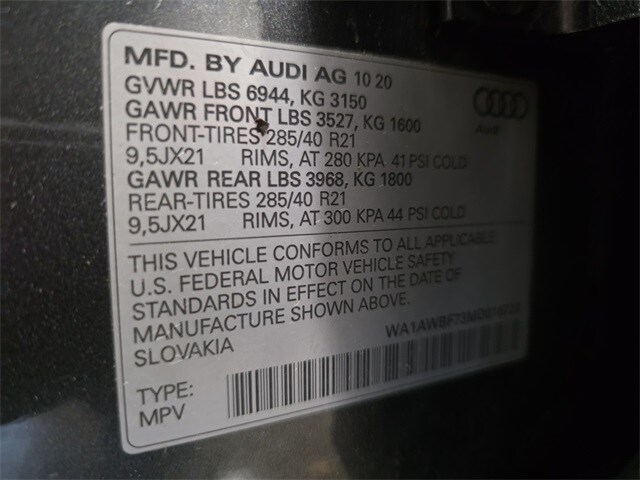 MFD. BY AUDI AG 10 20
GVWR LBS 6944, KG 3150
GAWR FRONT LBS 3527, KG 1600
FRONT-TIRES 285/40 R21
9,5JX21 RIMS, AT 280 KPA 41 PSI COLD
GAWR REAR LBS 3968, KG 1800
REAR-TIRES 285/40 R21
9,5JX21 RIMS, AT 300 KPA 44 PSI COLD
THIS VEHICLE CONFORMS TO ALL APPLICABLE
U.S. FEDERAL MOTOR VEHICLE SAFETY
STANDARDS IN EFFECT ON THE DATE OF
MANUFACTURE SHOWN ABOVE.
SLOVAKIA
TYPE:
MPV
Audi